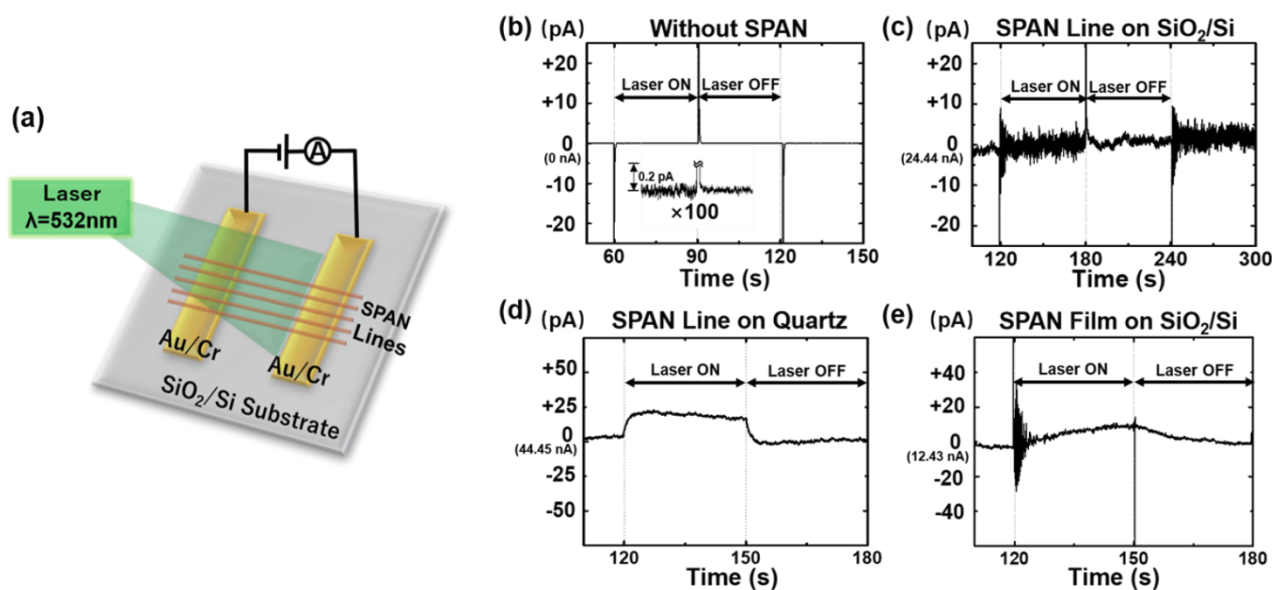 (a)
A
Laser
λ=532nm
SPAN
Lines
Au/Cr
Au/Cr
SiO2/Si Substrate
(b) (pA) Without SPAN
+20
+10
0
(0 nA)
-10
-20
Laser ON
Laser OFF
0.2 pA
×100
60 90 120 150
Time (s)
(c) (pA) SPAN Line on SiO2/Si
+20
+10
0
(24.44 nA)
-10
-20
Laser ON
Laser OFF
120 180 240 300
Time (s)
(d) (pA) SPAN Line on Quartz
+50
+25
0
(44.45 nA)
-25
-50
Laser ON
Laser OFF
120 150 180
Time (s)
(e) (pA) SPAN Film on SiO2/Si
+40
+20
0
(12.43 nA)
-20
-40
Laser ON
Laser OFF
120 150 180
Time (s)